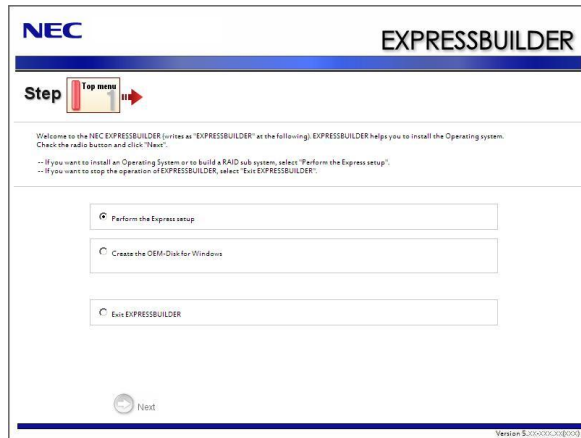 NEC
EXPRESSBUILDER
Step
Top menu
1
Welcome to the NEC EXPRESSBUILDER (writes as "EXPRESSBUILDER" at the following). EXPRESSBUILDER helps you to install the Operating system.
Check the radio button and click "Next".
-- If you want to install an Operating System or to build a RAID sub system, select "Perform the Express setup".
-- If you want to stop the operation of EXPRESSBUILDER, select "Exit EXPRESSBUILDER".
Perform the Express setup
Create the OEM-Disk for Windows
Exit EXPRESSBUILDER
Next
Version 5.XX-XXX.XX(XXX)